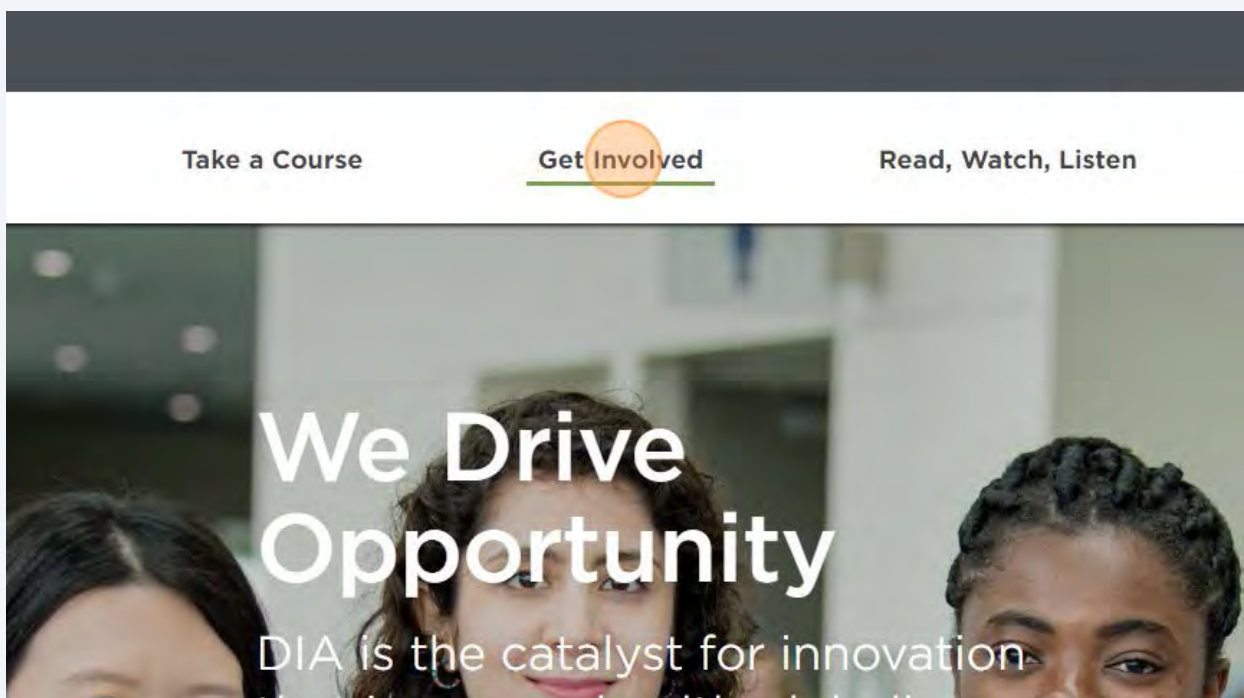 Take a Course
Get Involved
Read, Watch, Listen
We Drive
Opportunity
DIA is the catalyst for innovation